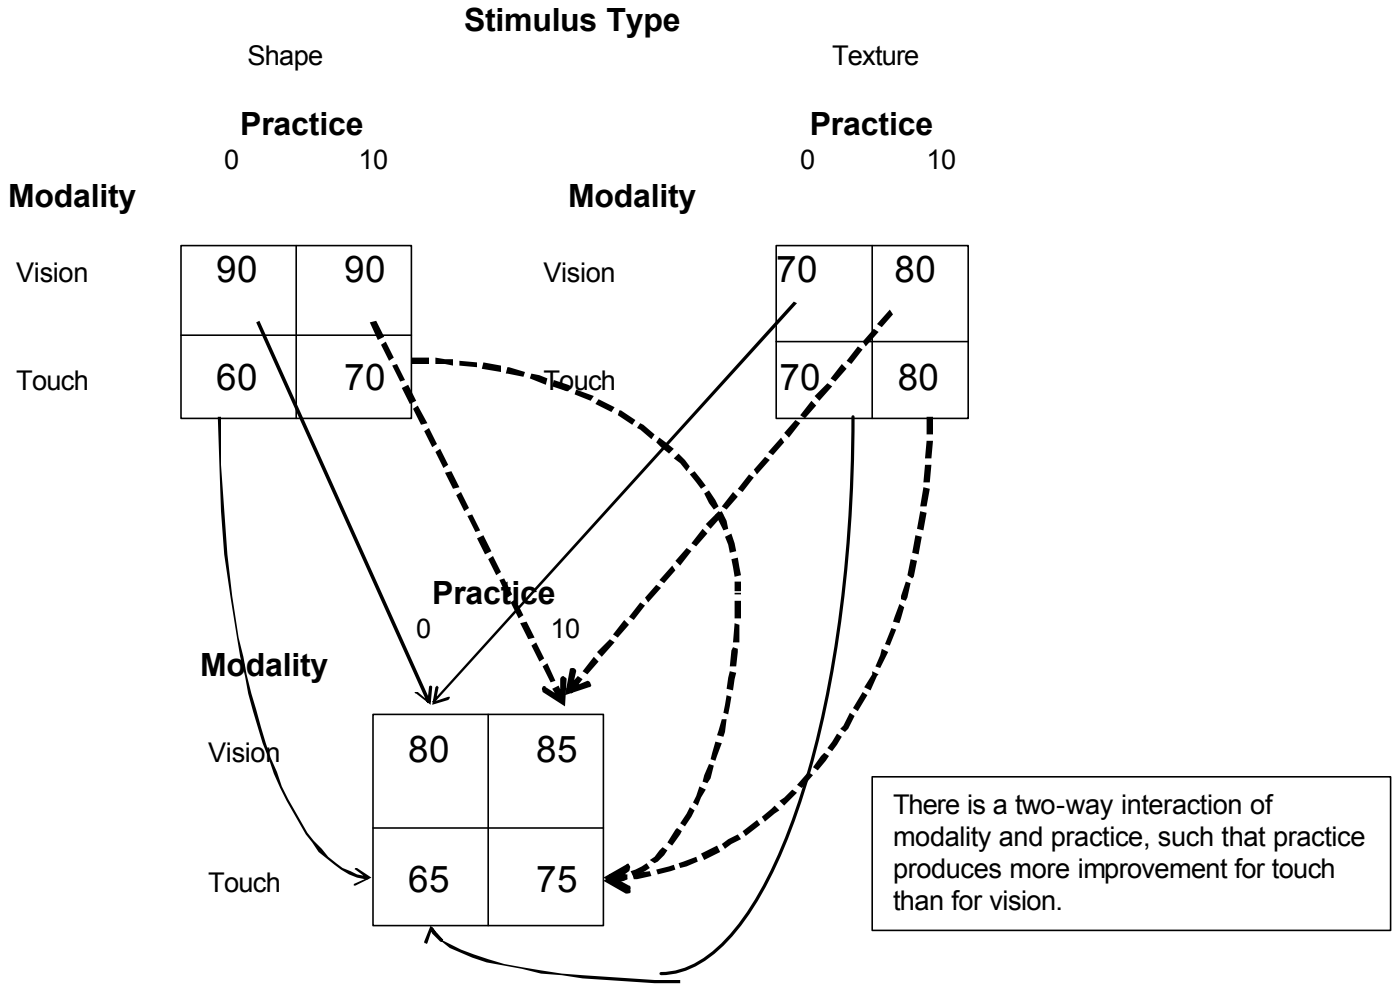 Stimulus Type
Shape Texture
Practice Practice
0 10 0 10
Modality Modality
Vision 90 90 Vision 70 80
Touch 60 70 Touch 70 80
Practice
0 10
Modality
Vision 80 85
Touch 65 75
There is a two-way interaction of
modality and practice, such that practice
produces more improvement for touch
than for vision.